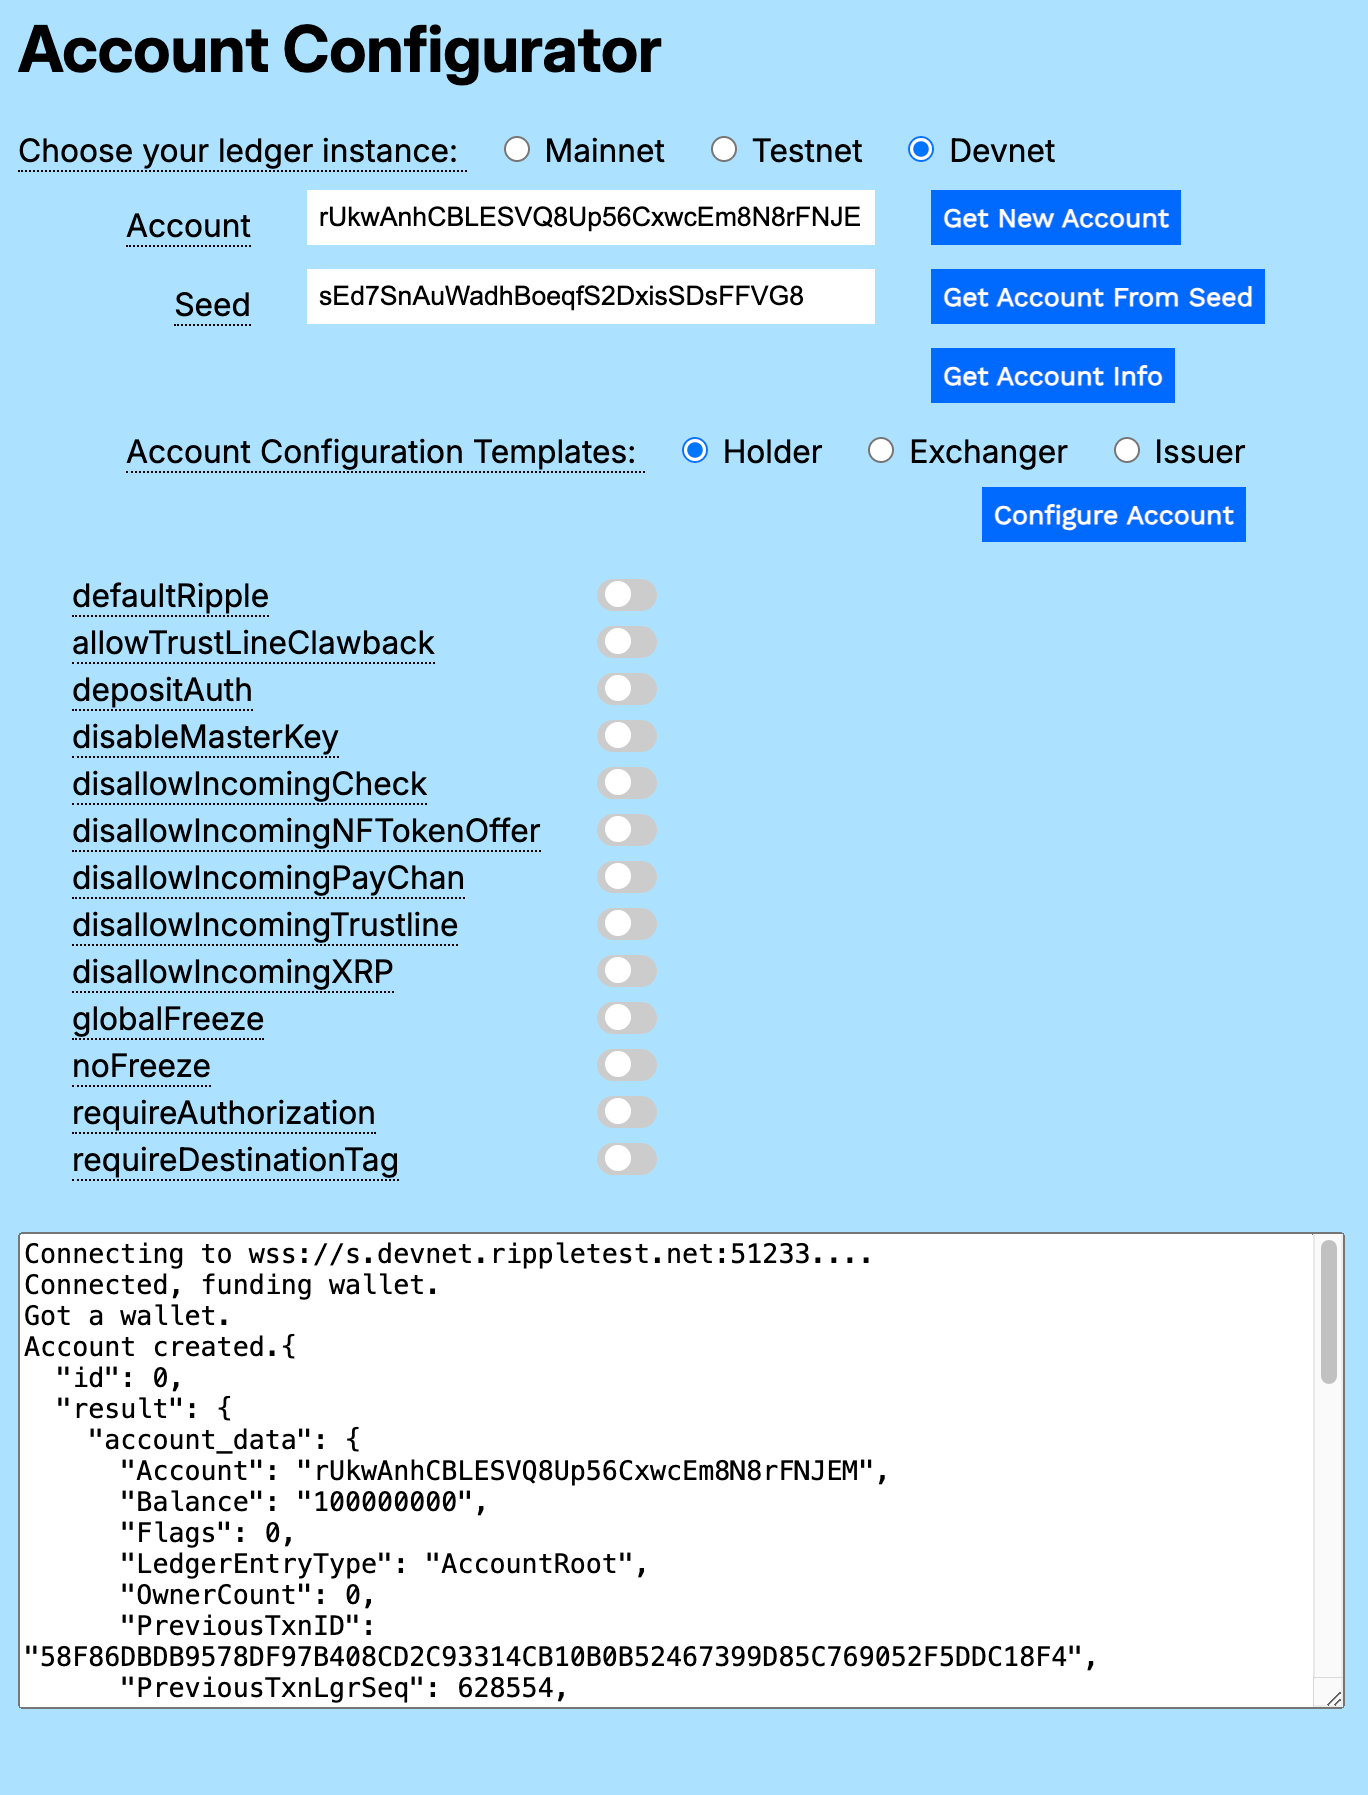 Account Configurator
Choose your ledger instance: Mainnet Testnet Devnet
Account rUkwAnhCBLESVQ8Up56CxwcEm8N8rFNJE Get New Account
Seed sEd7SnAuWadhBoeqfS2DxisSDsFFVG8 Get Account From Seed
Get Account Info
Account Configuration Templates: Holder Exchanger Issuer
Configure Account
defaultRipple
allowTrustLineClawback
depositAuth
disableMasterKey
disallowIncomingCheck
disallowIncomingNFTokenOffer
disallowIncomingPayChan
disallowIncomingTrustline
disallowIncomingXRP
globalFreeze
noFreeze
requireAuthorization
requireDestinationTag
Connecting to wss://s.devnet.rippletest.net:51233....
Connected, funding wallet.
Got a wallet.
Account created.{
"id": 0,
"result": {
"account_data": {
"Account": "rUkwAnhCBLESVQ8Up56CxwcEm8N8rFNJEM",
"Balance": "100000000",
"Flags": 0,
"LedgerEntryType": "AccountRoot",
"OwnerCount": 0,
"PreviousTxnID":
"58F86DBDB9578DF97B408CD2C93314CB10B0B52467399D85C769052F5DDC18F4",
"PreviousTxnLgrSeq": 628554,